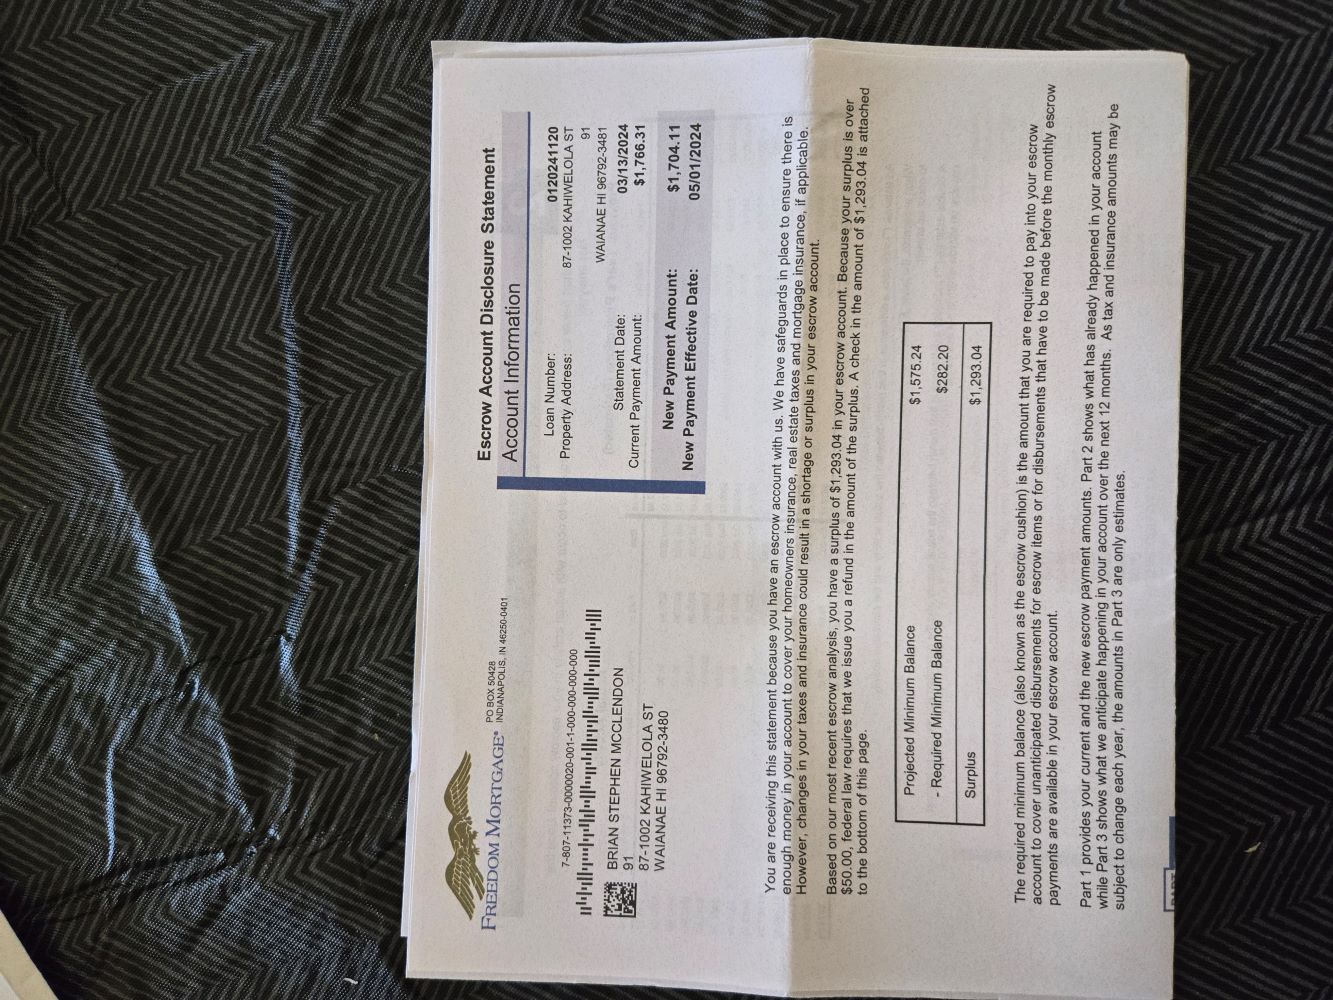 FREEDOM MORTGAGE®
PO BOX 50428
INDIANAPOLIS, IN 46250-0401
Escrow Account Disclosure Statement
Account Information
Loan Number: 0120241120
Property Address: 87-1002 KAHIWELOLA ST
91
WAIANAE HI 96792-3481
Statement Date: 03/13/2024
Current Payment Amount: $1,766.31
New Payment Amount: $1,704.11
New Payment Effective Date: 05/01/2024
7-807-11373-0000020-001-1-000-000-000-000
BRIAN STEPHEN MCCLENDON
91
87-1002 KAHIWELOLA ST
WAIANAE HI 96792-3480
You are receiving this statement because you have an escrow account with us. We have safeguards in place to ensure there is
enough money in your account to cover your homeowners insurance, real estate taxes and mortgage insurance, if applicable.
However, changes in your taxes and insurance could result in a shortage or surplus in your escrow account.
Based on our most recent escrow analysis, you have a surplus of $1,293.04 in your escrow account. Because your surplus is over
$50.00, federal law requires that we issue you a refund in the amount of the surplus. A check in the amount of $1,293.04 is attached
to the bottom of this page.
Projected Minimum Balance $1,575.24
- Required Minimum Balance $282.20
Surplus $1,293.04
The required minimum balance (also known as the escrow cushion) is the amount that you are required to pay into your escrow
account to cover unanticipated disbursements for escrow items or for disbursements that have to be made before the monthly escrow
payments are available in your escrow account.
Part 1 provides your current and the new escrow payment amounts. Part 2 shows what has already happened in your account
while Part 3 shows what we anticipate happening in your account over the next 12 months. As tax and insurance amounts may be
subject to change each year, the amounts in Part 3 are only estimates.
PART